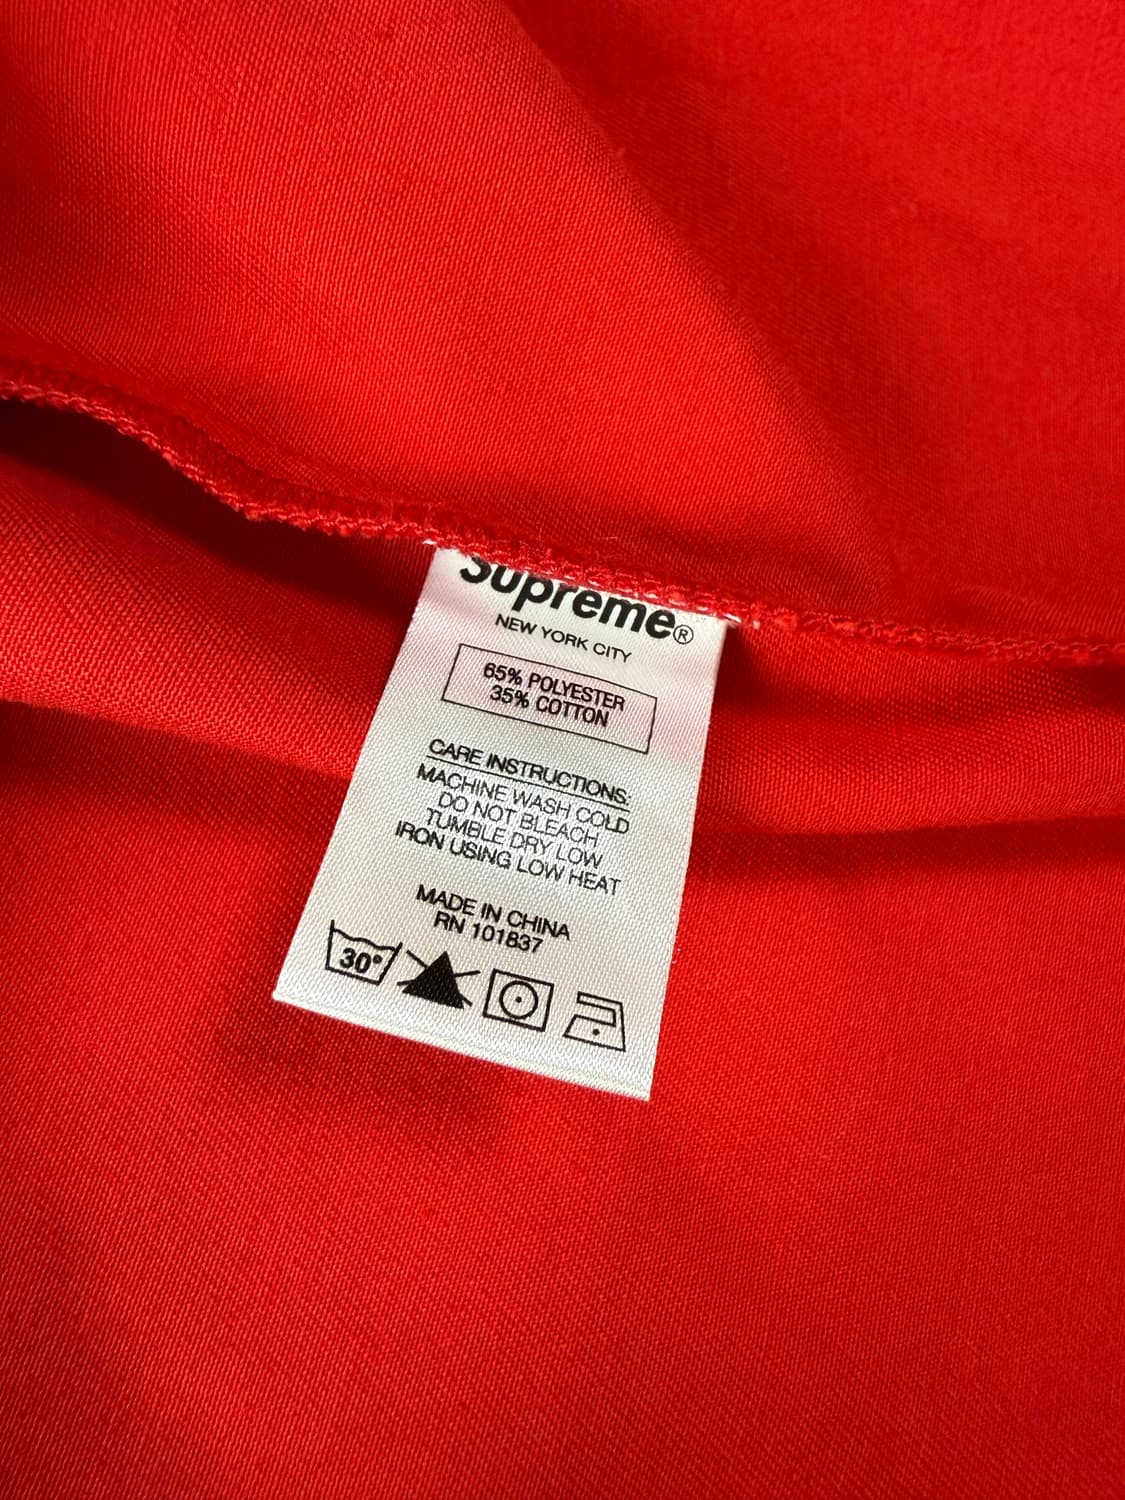 Supreme®
NEW YORK CITY
65% POLYESTER
35% COTTON
CARE INSTRUCTIONS:
MACHINE WASH COLD
DO NOT BLEACH
TUMBLE DRY LOW
IRON USING LOW HEAT
MADE IN CHINA
RN 101837
30°